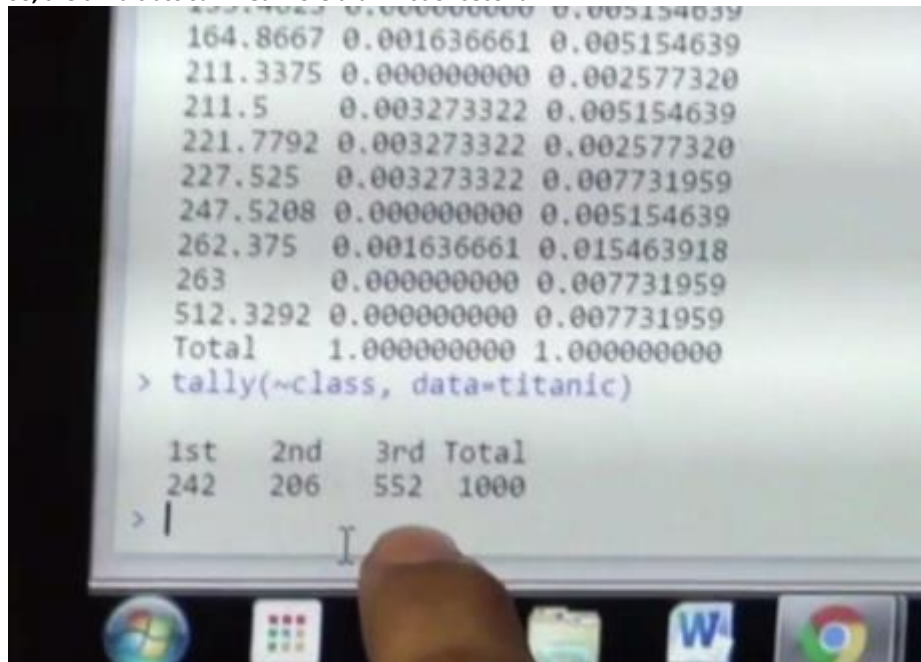 164.8667 0.001636661 0.005154639
211.3375 0.000000000 0.002577320
211.5 0.003273322 0.005154639
221.7792 0.003273322 0.002577320
227.525 0.003273322 0.007731959
247.5208 0.000000000 0.005154639
262.375 0.001636661 0.015463918
263 0.000000000 0.007731959
512.3292 0.000000000 0.007731959
Total 1.000000000 1.000000000
> tally(~class, data=titanic)
1st 2nd 3rd Total
242 206 552 1000
>
W